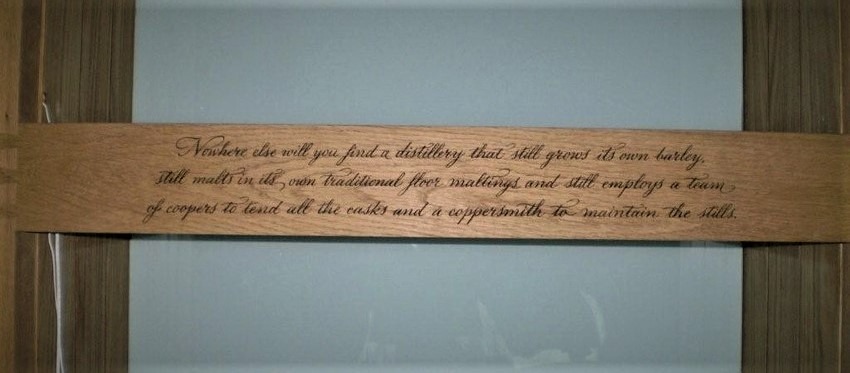 Nowhere else will you find a distillery that still grows its own barley,
still malts in its own traditional floor maltings and still employs a team
of coopers to tend all the casks and a coppersmith to maintain the stills.